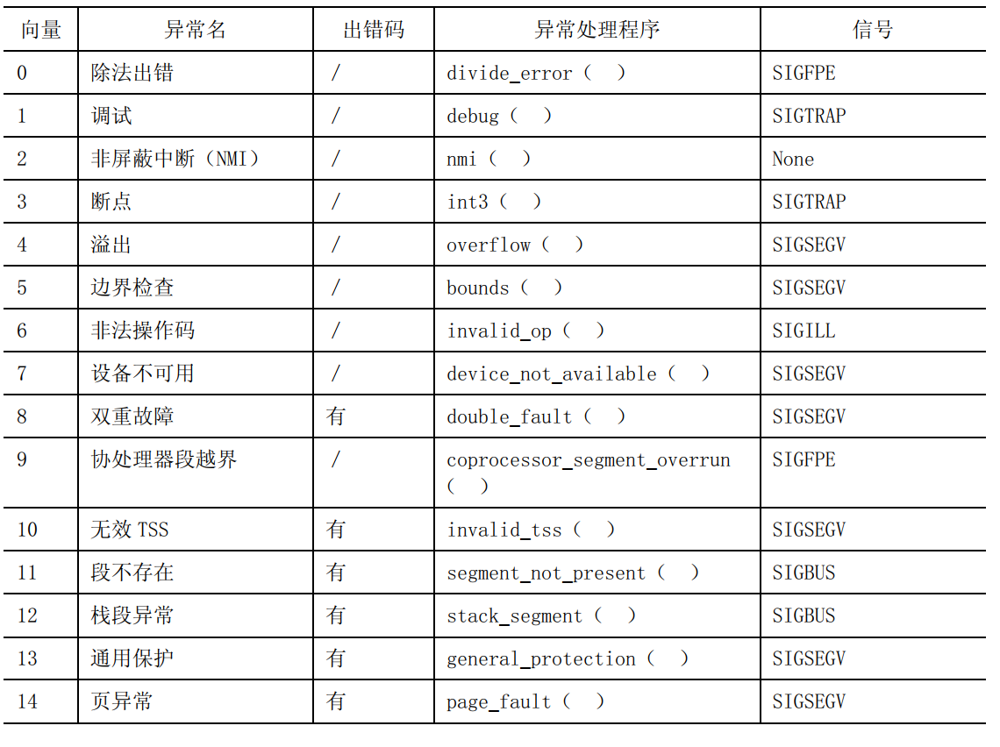 向量 异常名 出错码 异常处理程序 信号
0 除法出错 / divide_error（ ） SIGFPE
1 调试 / debug（ ） SIGTRAP
2 非屏蔽中断（NMI） / nmi（ ） None
3 断点 / int3（ ） SIGTRAP
4 溢出 / overflow（ ） SIGSEGV
5 边界检查 / bounds（ ） SIGSEGV
6 非法操作码 / invalid_op（ ） SIGILL
7 设备不可用 / device_not_available（ ） SIGSEGV
8 双重故障 有 double_fault（ ） SIGSEGV
9 协处理器段越界 / coprocessor_segment_overrun SIGFPE
（ ）
10 无效 TSS 有 invalid_tss（ ） SIGSEGV
11 段不存在 有 segment_not_present（ ） SIGBUS
12 栈段异常 有 stack_segment（ ） SIGBUS
13 通用保护 有 general_protection（ ） SIGSEGV
14 页异常 有 page_fault（ ） SIGSEGV